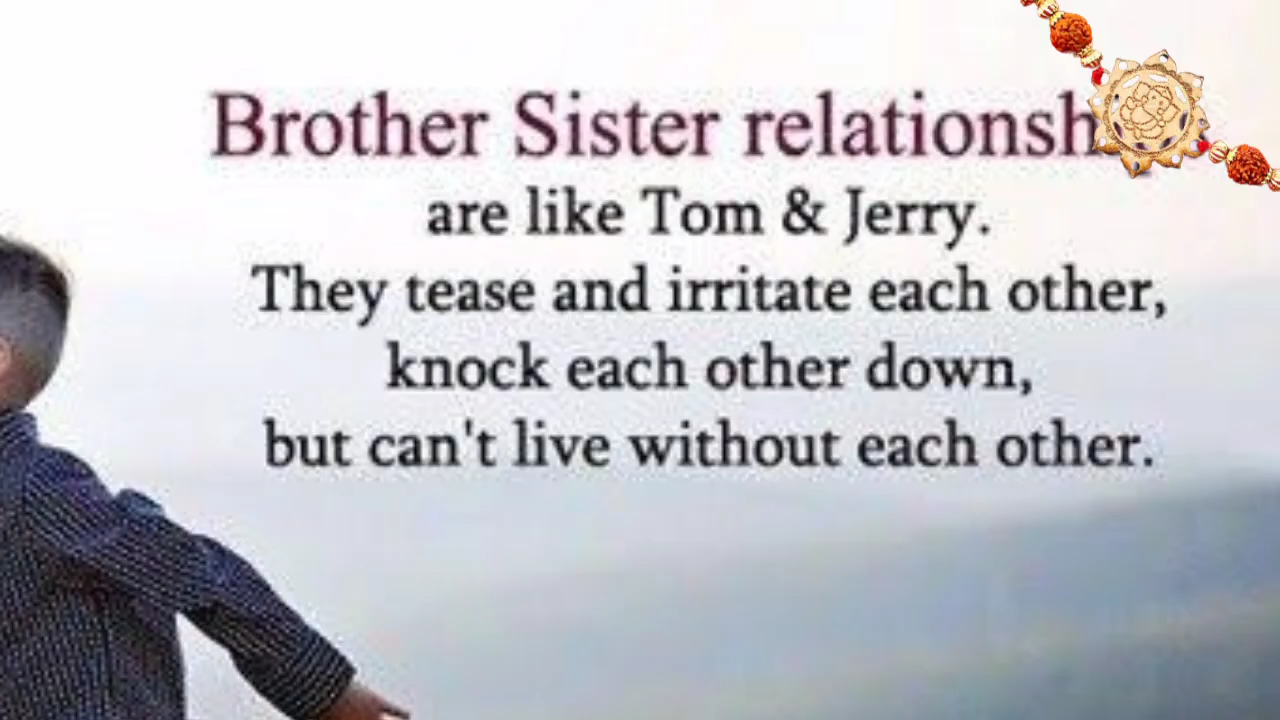 Brother Sister relationsh
are like Tom & Jerry.
They tease and irritate each other,
knock each other down,
but can't live without each other.